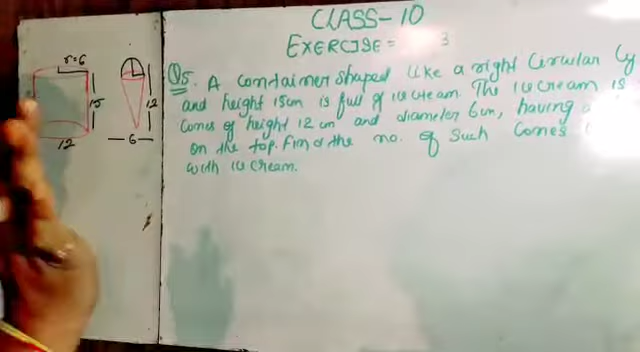 CLASS-10
EXERCISE= 3
Q5. A container shaped like a right Circular Cy
and height 15cm is full of ice cream. The icecream is
Cones of height 12 cm and diameter 6cm, having
on the top. Find the no. of such Cones
with ice cream.
r=6
15
12
12
6